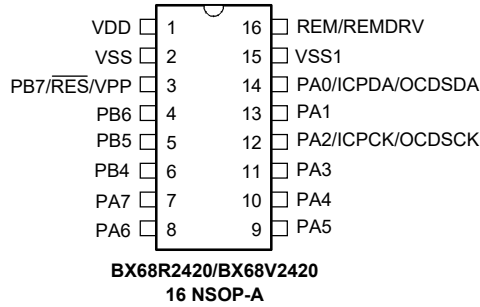 VDD 1 16 REM/REMDRV
VSS 2 15 VSS1
PB7/RES/VPP 3 14 PA0/ICPDA/OCDSDA
PB6 4 13 PA1
PB5 5 12 PA2/ICPCK/OCDSCK
PB4 6 11 PA3
PA7 7 10 PA4
PA6 8 9 PA5
BX68R2420/BX68V2420
16 NSOP-A